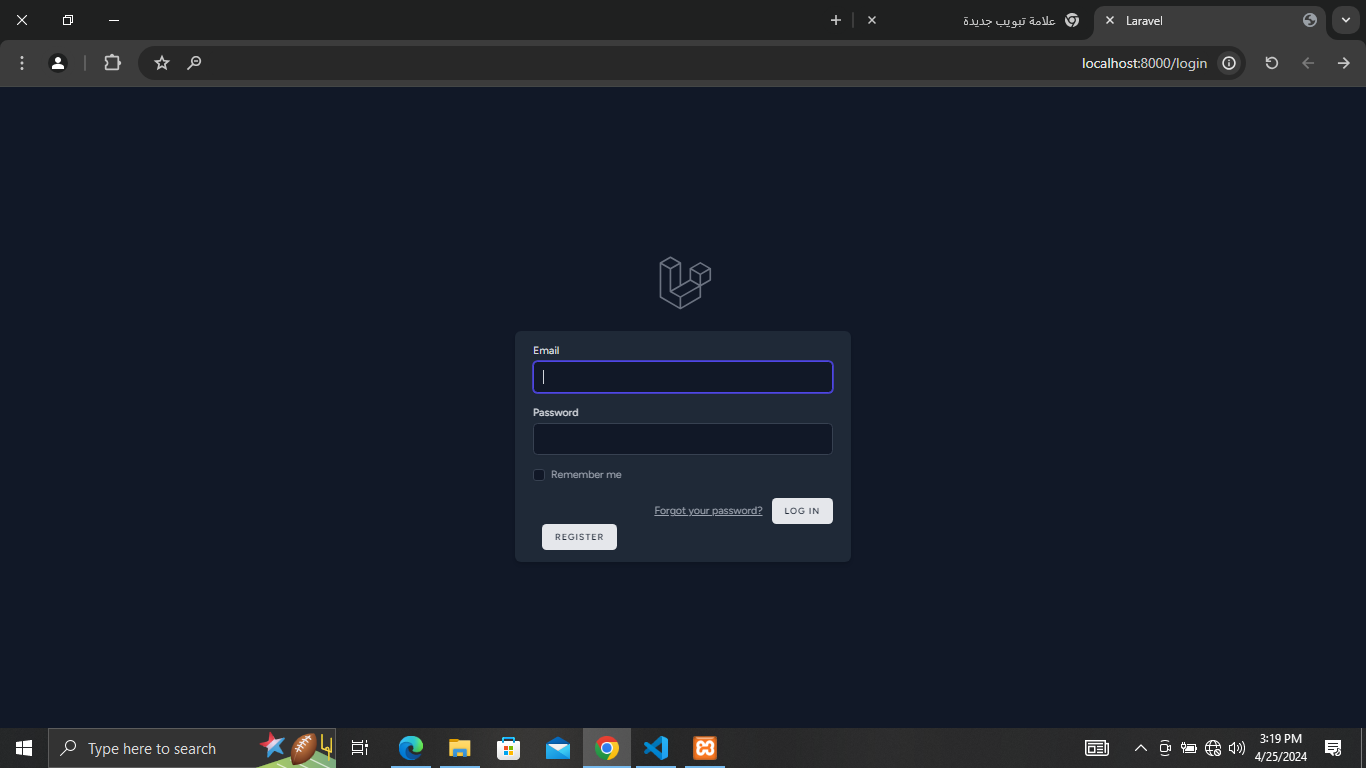 علامة تبويب جديدة
Laravel
localhost:8000/login
Email
Password
Remember me
Forgot your password?
LOG IN
REGISTER
Type here to search
3:19 PM
4/25/2024